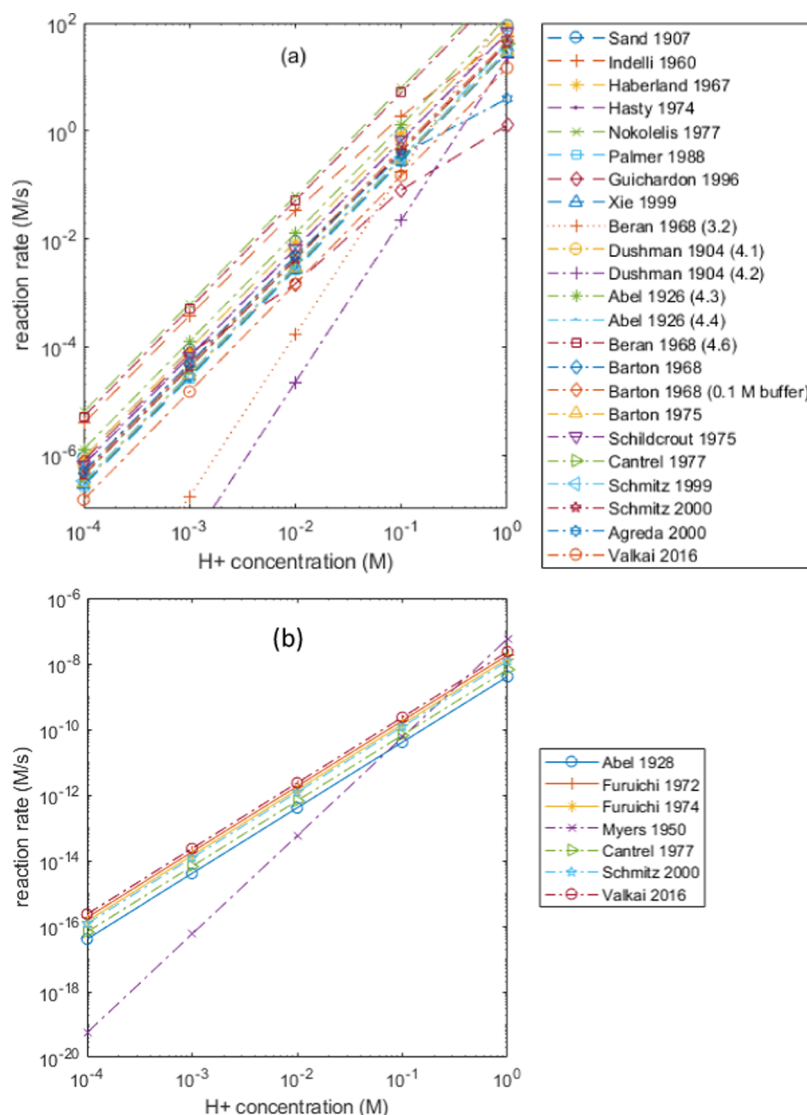 (a)
reaction rate (M/s)
10^2
10^0
10^-2
10^-4
10^-6
10^-4
10^-3
10^-2
10^-1
10^0
H+ concentration (M)
Sand 1907
Indelli 1960
Haberland 1967
Hasty 1974
Nokolelis 1977
Palmer 1988
Guichardon 1996
Xie 1999
Beran 1968 (3.2)
Dushman 1904 (4.1)
Dushman 1904 (4.2)
Abel 1926 (4.3)
Abel 1926 (4.4)
Beran 1968 (4.6)
Barton 1968
Barton 1968 (0.1 M buffer)
Barton 1975
Schildcrout 1975
Cantrel 1977
Schmitz 1999
Schmitz 2000
Agreda 2000
Valkai 2016
(b)
reaction rate (M/s)
10^-6
10^-8
10^-10
10^-12
10^-14
10^-16
10^-18
10^-20
10^-4
10^-3
10^-2
10^-1
10^0
H+ concentration (M)
Abel 1928
Furuichi 1972
Furuichi 1974
Myers 1950
Cantrel 1977
Schmitz 2000
Valkai 2016